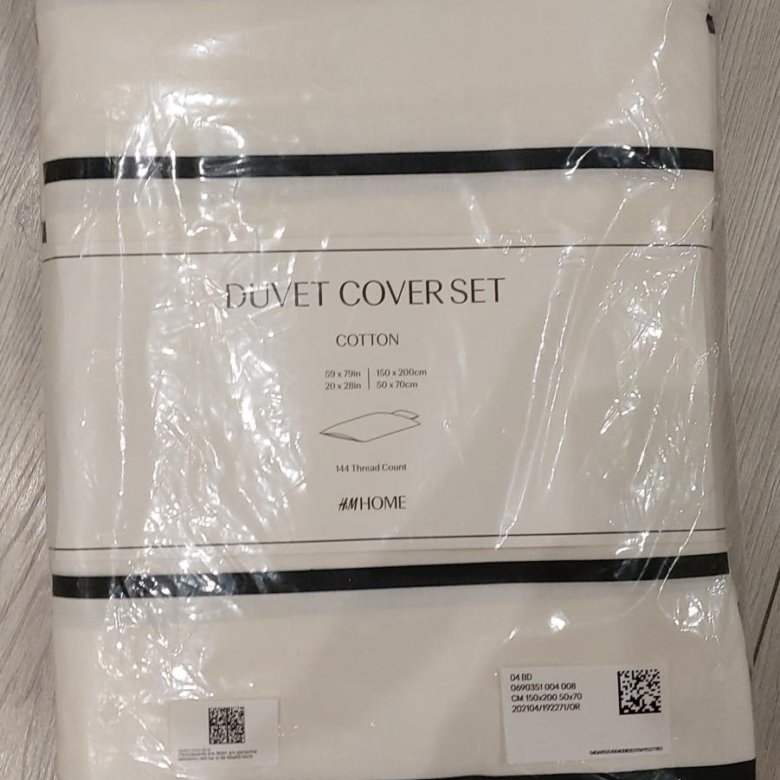 DUVET COVER SET
COTTON
59 x 79in | 150 x 200cm
20 x 28in | 50 x 70cm
144 Thread Count
H&M HOME
04 BD
0690351 004 008
CM 150x200 50x70
202104/192271/OR